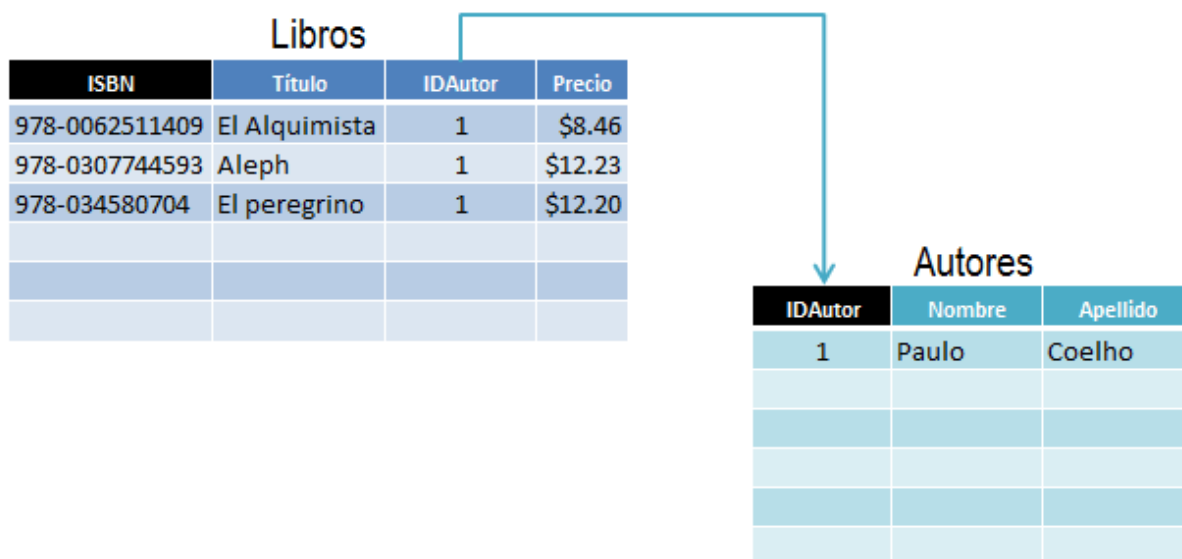 Libros
ISBN Título IDAutor Precio
978-0062511409 El Alquimista 1 $8.46
978-0307744593 Aleph 1 $12.23
978-034580704 El peregrino 1 $12.20
Autores
IDAutor Nombre Apellido
1 Paulo Coelho